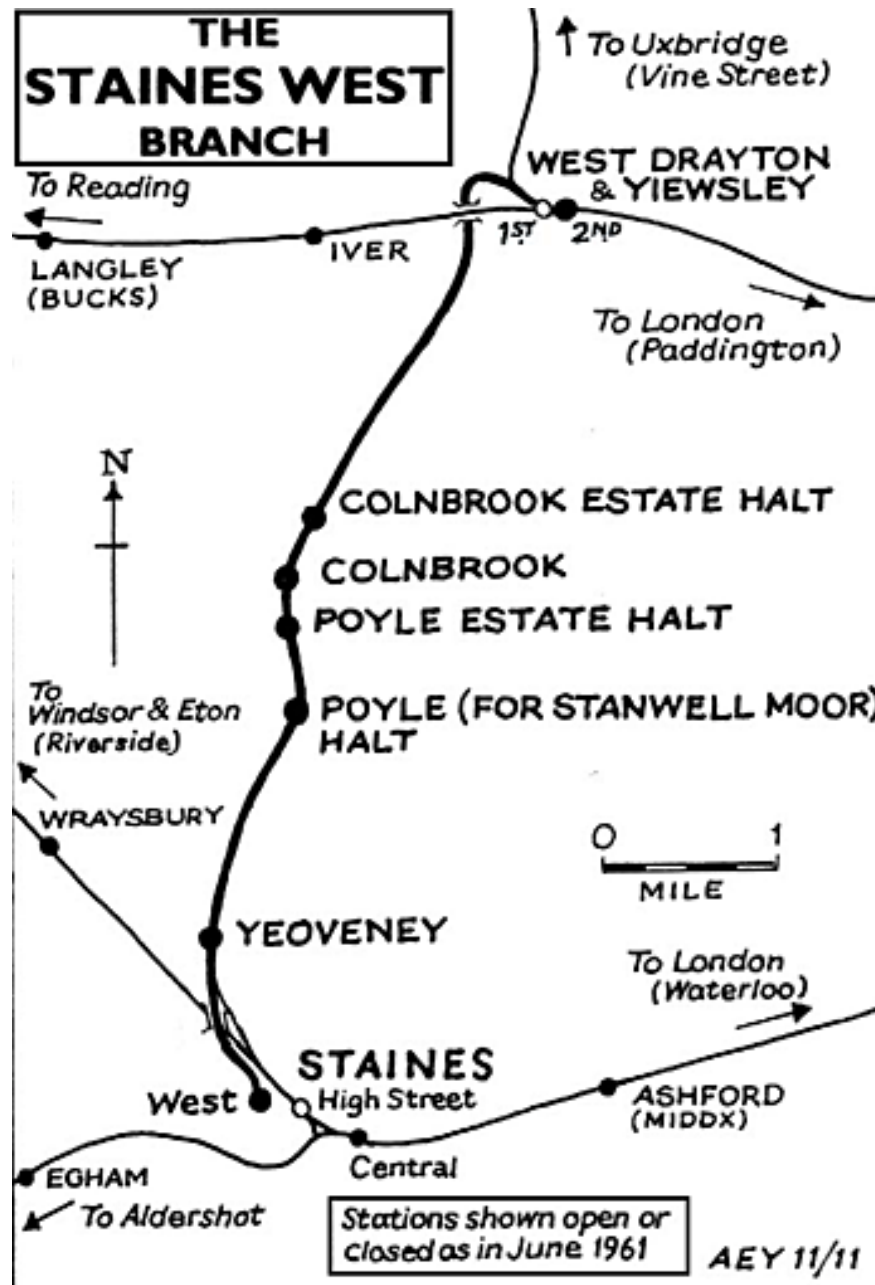 THE
STAINES WEST
BRANCH
To Uxbridge
(Vine Street)
WEST DRAYTON
& YIEWSLEY
To Reading
1ST
2ND
IVER
LANGLEY
(BUCKS)
To London
(Paddington)
N
COLNBROOK ESTATE HALT
COLNBROOK
POYLE ESTATE HALT
To
Windsor & Eton
(Riverside)
POYLE (FOR STANWELL MOOR)
HALT
WRAYSBURY
0 1
MILE
YEOVENEY
To London
(Waterloo)
STAINES
West
High Street
ASHFORD
(MIDDX)
Central
EGHAM
To Aldershot
Stations shown open or
closed as in June 1961
AEY 11/11